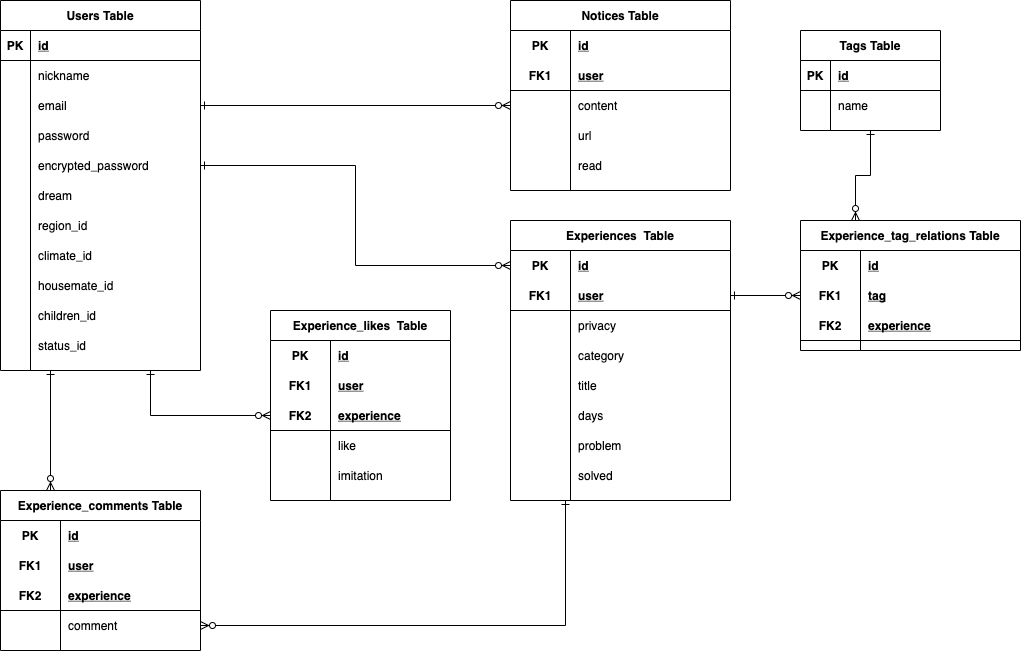 Users Table
PK id
nickname
email
password
encrypted_password
dream
region_id
climate_id
housemate_id
children_id
status_id
Notices Table
PK id
FK1 user
content
url
read
Tags Table
PK id
name
Experiences Table
PK id
FK1 user
privacy
category
title
days
problem
solved
Experience_tag_relations Table
PK id
FK1 tag
FK2 experience
Experience_likes Table
PK id
FK1 user
FK2 experience
like
imitation
Experience_comments Table
PK id
FK1 user
FK2 experience
comment